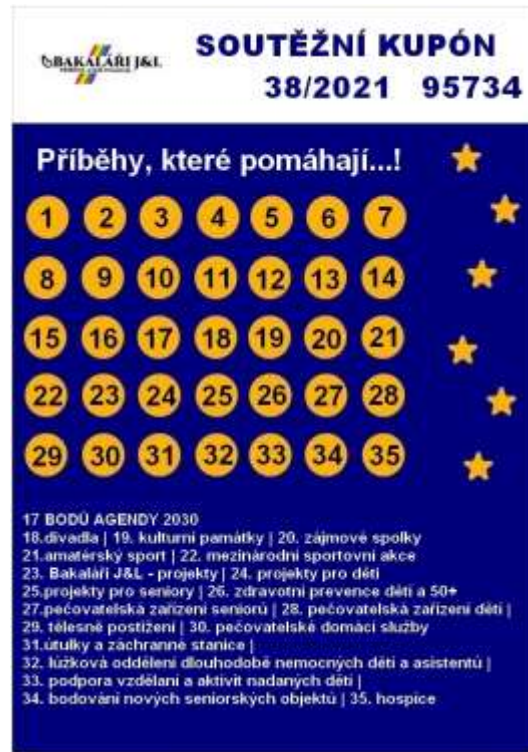 BAKALÁŘI J&L
SOUTĚŽNÍ KUPÓN
38/2021 95734
Příběhy, které pomáhají...!
1 2 3 4 5 6 7
8 9 10 11 12 13 14
15 16 17 18 19 20 21
22 23 24 25 26 27 28
29 30 31 32 33 34 35
17 BODŮ AGENDY 2030
18.divadla | 19. kulturní památky | 20. zájmové spolky
21.amatérský sport | 22. mezinárodní sportovní akce
23. Bakaláři J&L - projekty | 24. projekty pro děti
25.projekty pro seniory | 26. zdravotní prevence dětí a 50+
27.pečovatelská zařízení seniorů | 28. pečovatelská zařízení dětí |
29. tělesně postižení | 30. pečovatelské domácí služby
31.útulky a záchranné stanice |
32. lůžková oddělení dlouhodobě nemocných dětí a asistentů |
33. podpora vzdělaní a aktivit nadaných dětí |
34. bodování nových seniorských objektů | 35. hospice